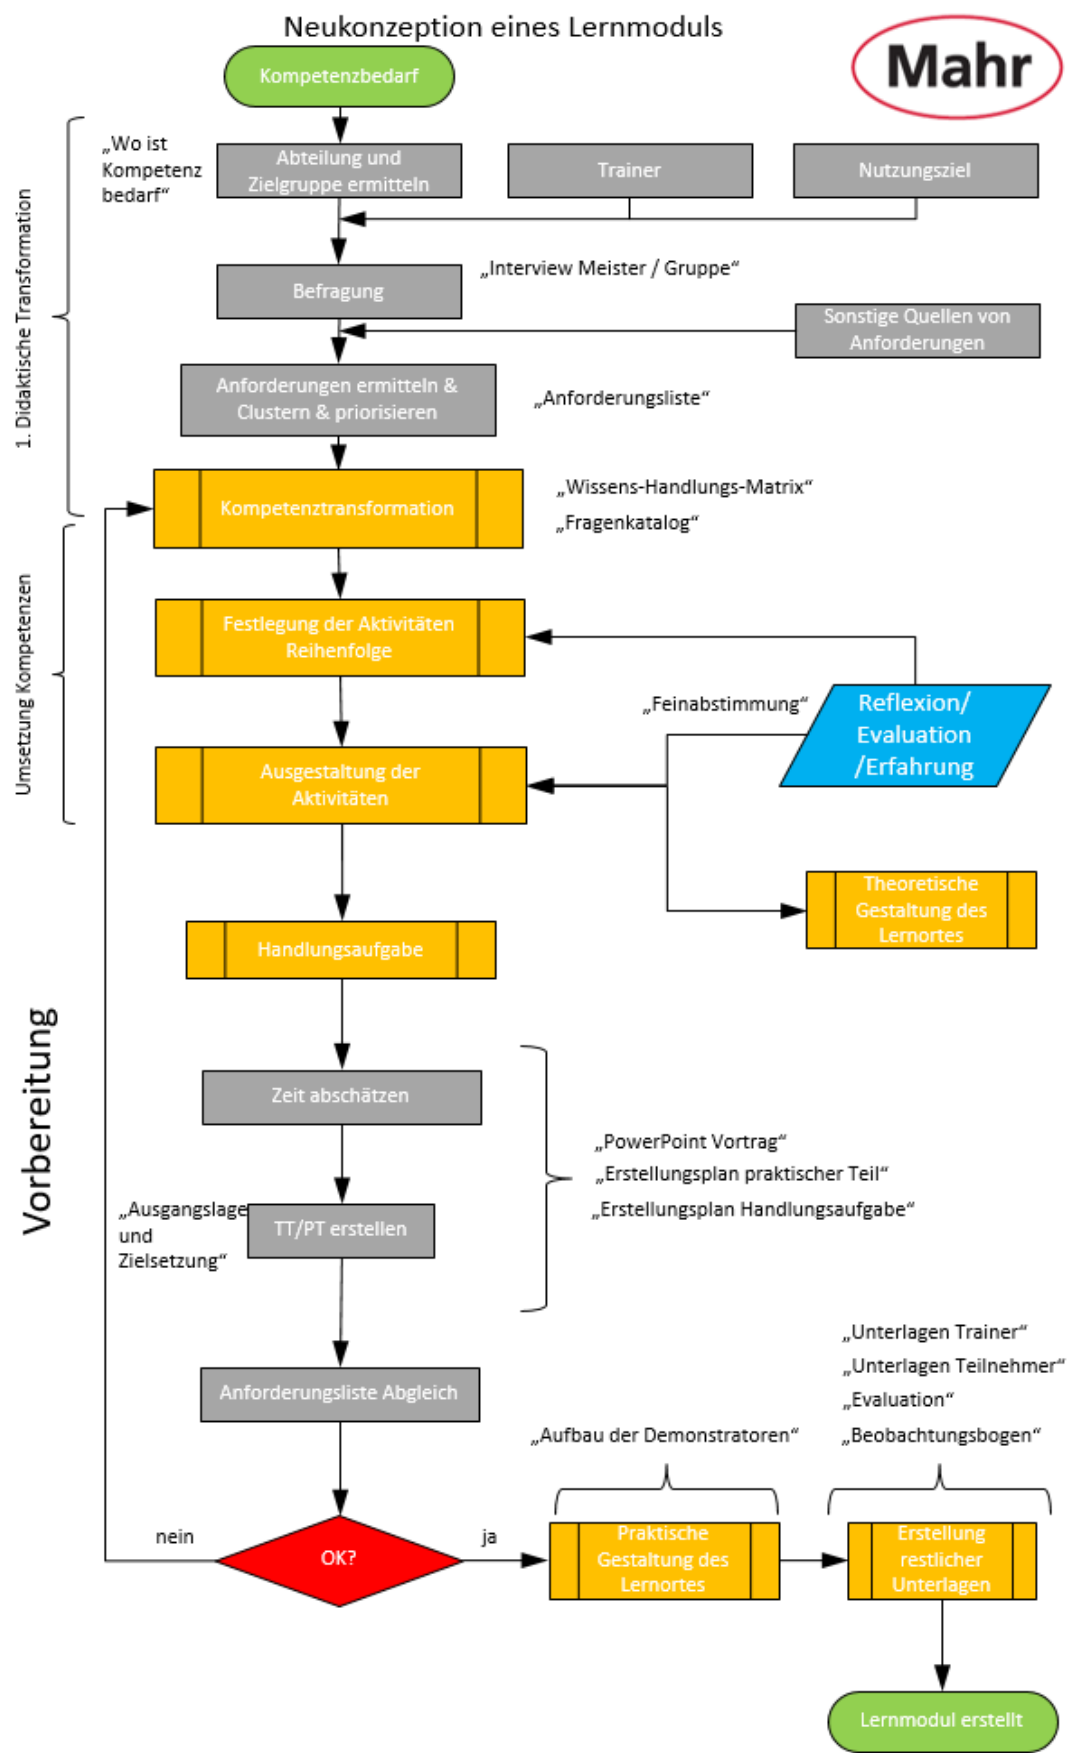 Neukonzeption eines Lernmoduls
Mahr
Kompetenzbedarf
„Wo ist
Kompetenz
bedarf“
Abteilung und
Zielgruppe ermitteln
Trainer
Nutzungsziel
1. Didaktische Transformation
„Interview Meister / Gruppe“
Befragung
Sonstige Quellen von
Anforderungen
Anforderungen ermitteln &
Clustern & priorisieren
„Anforderungsliste“
Kompetenztransformation
„Wissens-Handlungs-Matrix“
„Fragenkatalog“
Umsetzung Kompetenzen
Festlegung der Aktivitäten
Reihenfolge
„Feinabstimmung“
Reflexion/
Evaluation
/Erfahrung
Ausgestaltung der
Aktivitäten
Theoretische
Gestaltung des
Lernortes
Handlungsaufgabe
Vorbereitung
Zeit abschätzen
„PowerPoint Vortrag“
„Erstellungsplan praktischer Teil“
„Erstellungsplan Handlungsaufgabe“
„Ausgangslage
und
Zielsetzung“
TT/PT erstellen
„Unterlagen Trainer“
„Unterlagen Teilnehmer“
„Evaluation“
„Beobachtungsbogen“
Anforderungsliste Abgleich
„Aufbau der Demonstratoren“
nein
OK?
ja
Praktische
Gestaltung des
Lernortes
Erstellung
restlicher
Unterlagen
Lernmodul erstellt